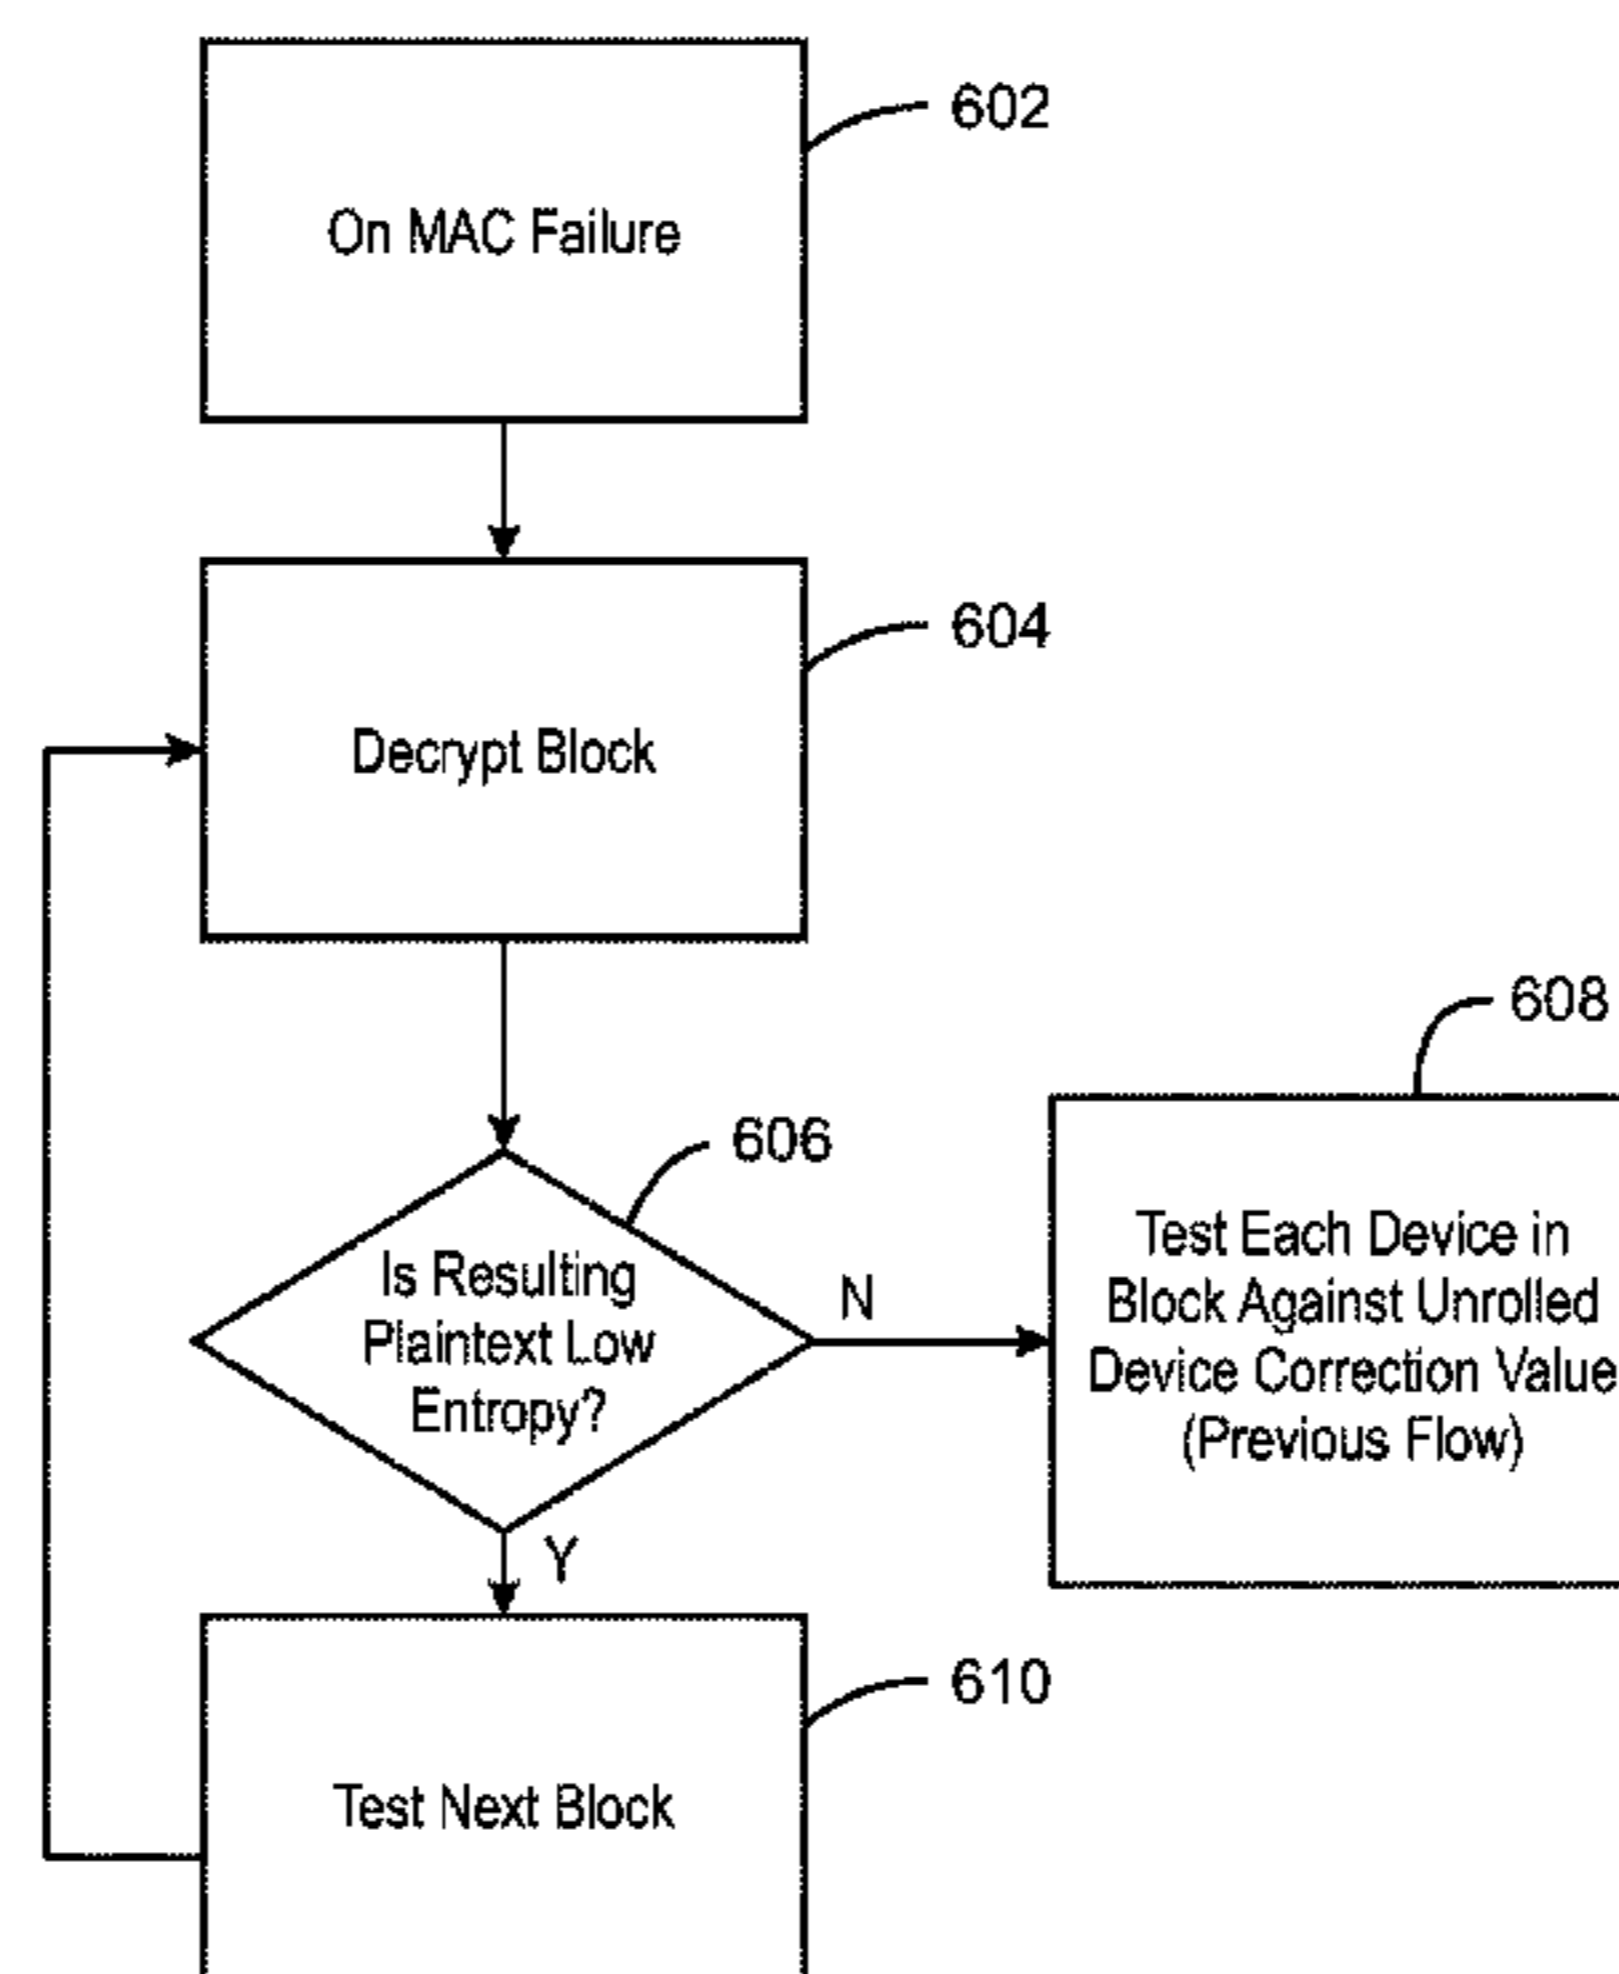 602
On MAC Failure
604
Decrypt Block
606
Is Resulting
Plaintext Low
Entropy?
N
608
Test Each Device in
Block Against Unrolled
Device Correction Value
(Previous Flow)
Y
610
Test Next Block